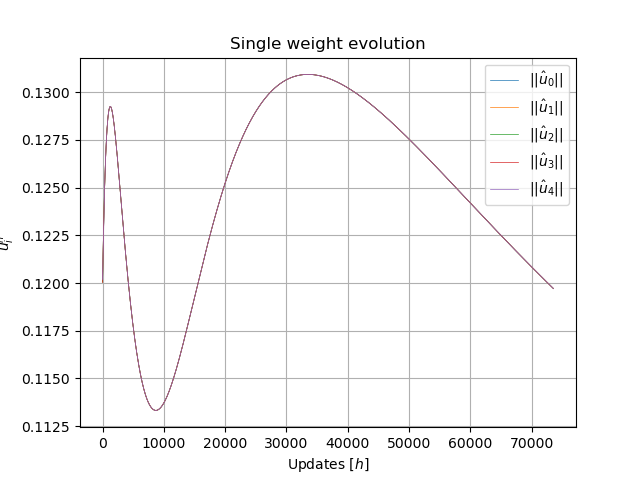 Single weight evolution
0.1300
0.1275
0.1250
0.1225
0.1200
0.1175
0.1150
0.1125
||û₀||
||û₁||
||û₂||
||û₃||
||û₄||
0 10000 20000 30000 40000 50000 60000 70000
Updates [h]